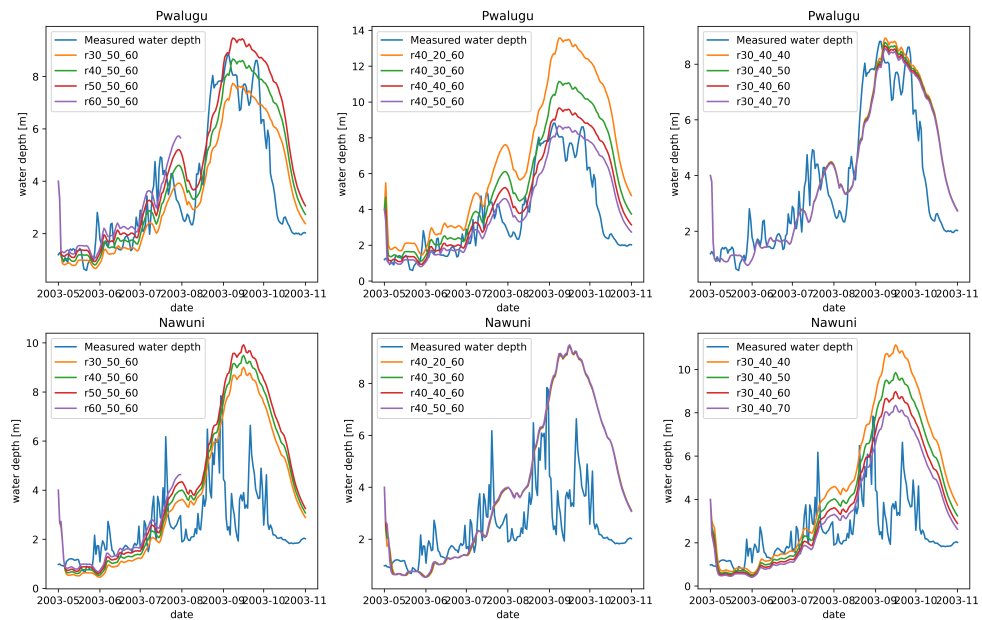 Pwalugu
Measured water depth
r30_50_60
r40_50_60
r50_50_60
r60_50_60
8
6
4
2
water depth [m]
2003-05 2003-06 2003-07 2003-08 2003-09 2003-10 2003-11
date
Pwalugu
Measured water depth
r40_20_60
r40_30_60
r40_40_60
r40_50_60
14
12
10
8
6
4
2
0
water depth [m]
2003-05 2003-06 2003-07 2003-08 2003-09 2003-10 2003-11
date
Pwalugu
Measured water depth
r30_40_40
r30_40_50
r30_40_60
r30_40_70
8
6
4
2
water depth [m]
2003-05 2003-06 2003-07 2003-08 2003-09 2003-10 2003-11
date
Nawuni
Measured water depth
r30_50_60
r40_50_60
r50_50_60
r60_50_60
10
8
6
4
2
0
water depth [m]
2003-05 2003-06 2003-07 2003-08 2003-09 2003-10 2003-11
date
Nawuni
Measured water depth
r40_20_60
r40_30_60
r40_40_60
r40_50_60
8
6
4
2
water depth [m]
2003-05 2003-06 2003-07 2003-08 2003-09 2003-10 2003-11
date
Nawuni
Measured water depth
r30_40_40
r30_40_50
r30_40_60
r30_40_70
10
8
6
4
2
0
water depth [m]
2003-05 2003-06 2003-07 2003-08 2003-09 2003-10 2003-11
date